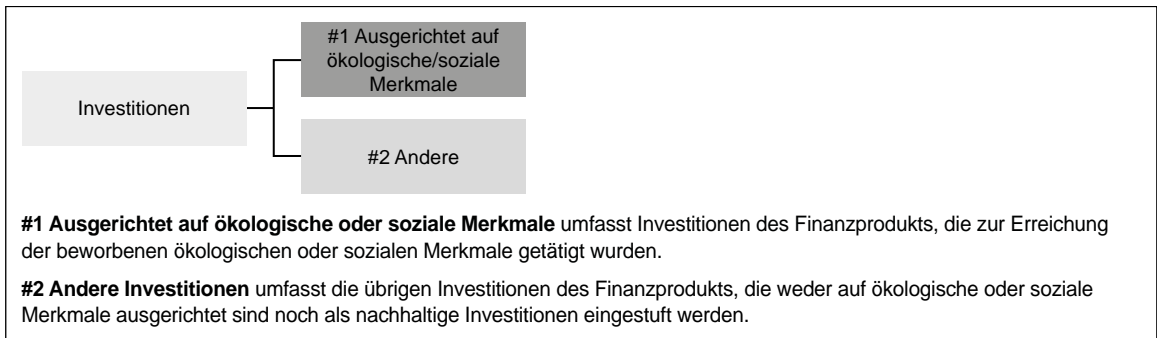 #1 Ausgerichtet auf
ökologische/soziale
Merkmale
Investitionen
#2 Andere
#1 Ausgerichtet auf ökologische oder soziale Merkmale umfasst Investitionen des Finanzprodukts, die zur Erreichung
der beworbenen ökologischen oder sozialen Merkmale getätigt wurden.
#2 Andere Investitionen umfasst die übrigen Investitionen des Finanzprodukts, die weder auf ökologische oder soziale
Merkmale ausgerichtet sind noch als nachhaltige Investitionen eingestuft werden.